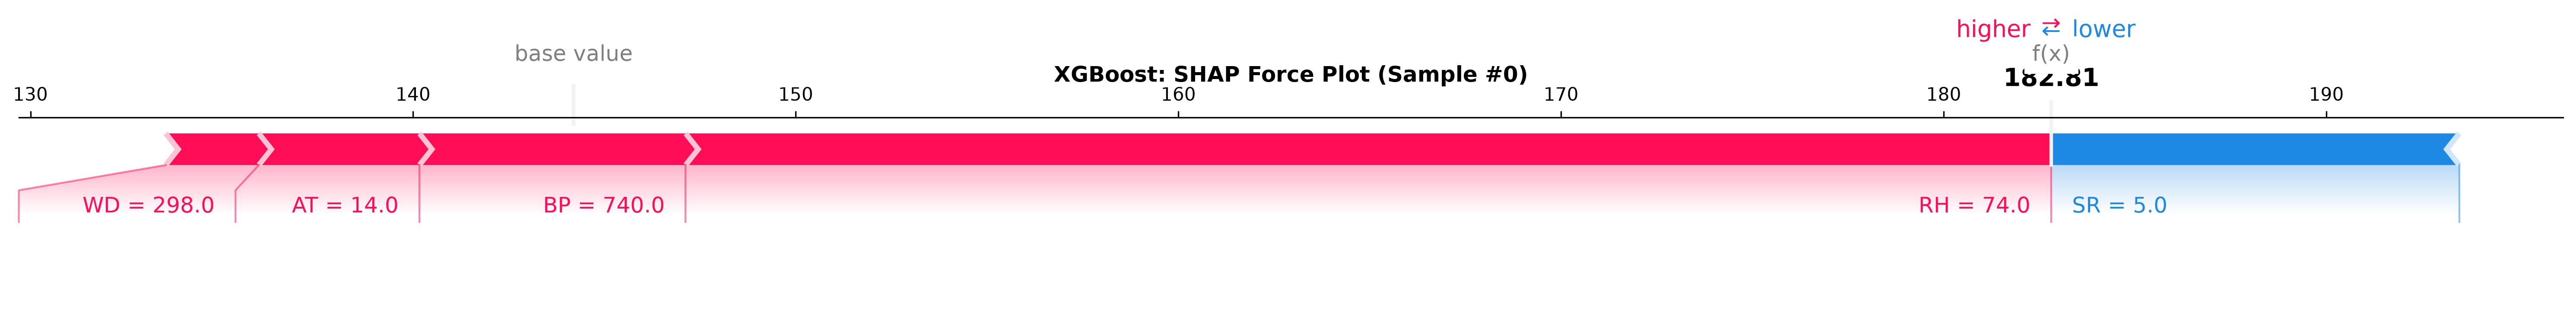 higher ⇄ lower
base value
f(x)
XGBoost: SHAP Force Plot (Sample #0)
182.81
130 140 150 160 170 180 190
WD = 298.0 AT = 14.0 BP = 740.0 RH = 74.0 SR = 5.0